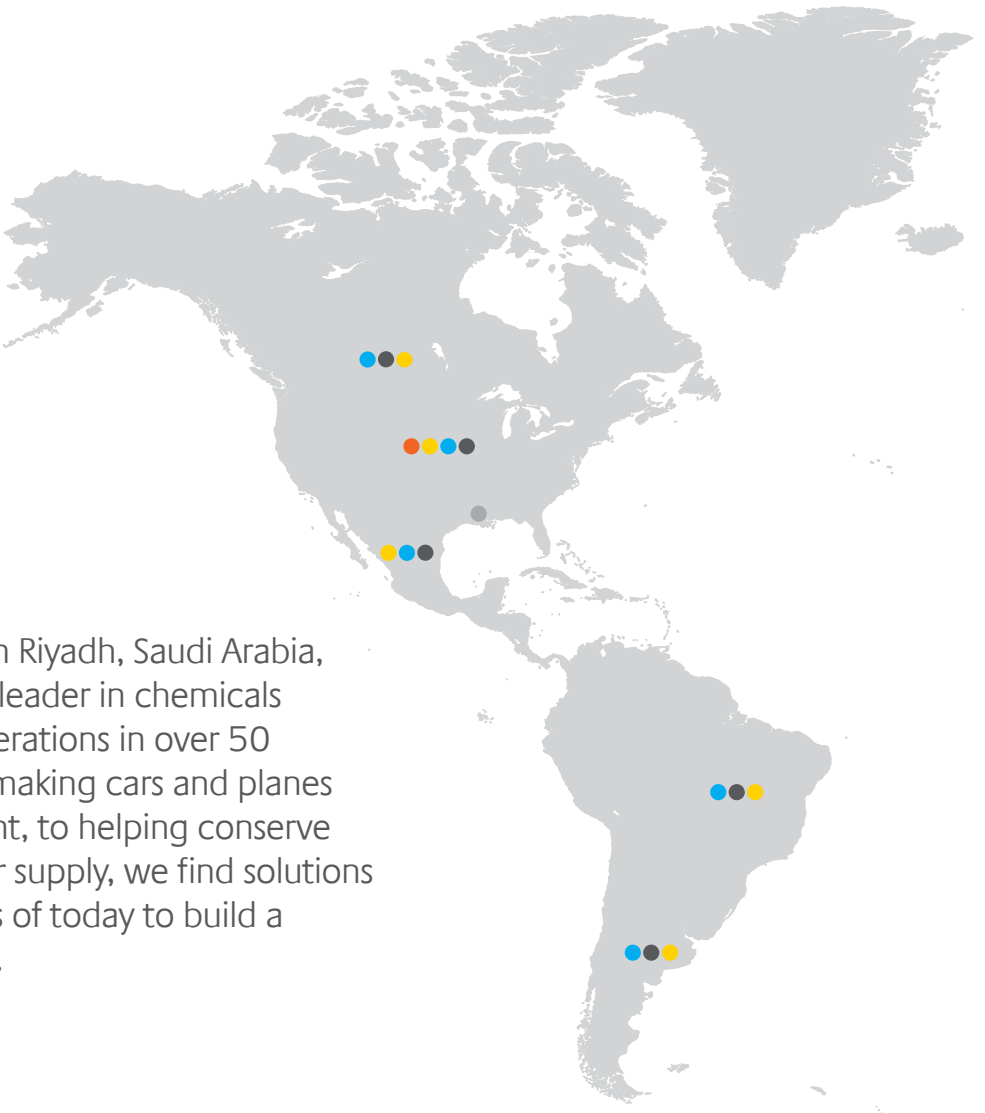 n Riyadh, Saudi Arabia,
leader in chemicals
erations in over 50
making cars and planes
nt, to helping conserve
r supply, we find solutions
s of today to build a
.